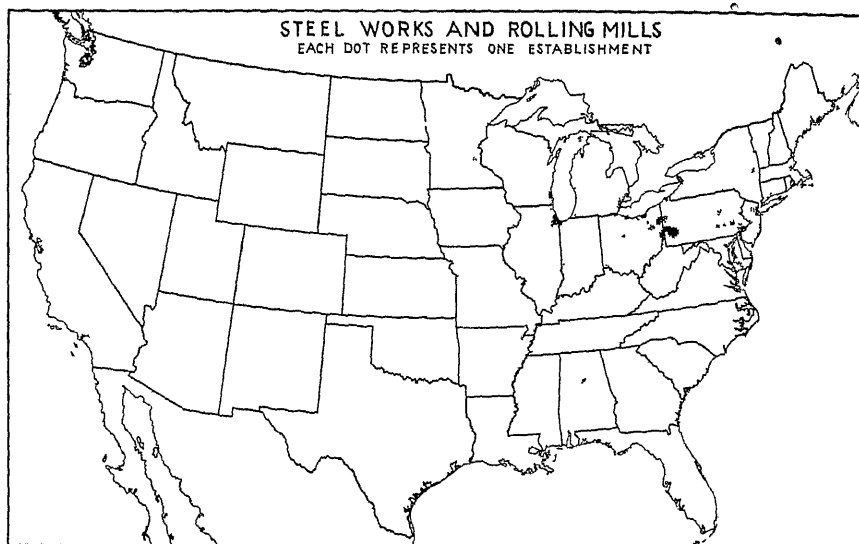 STEEL WORKS AND ROLLING MILLS
EACH DOT REPRESENTS ONE ESTABLISHMENT